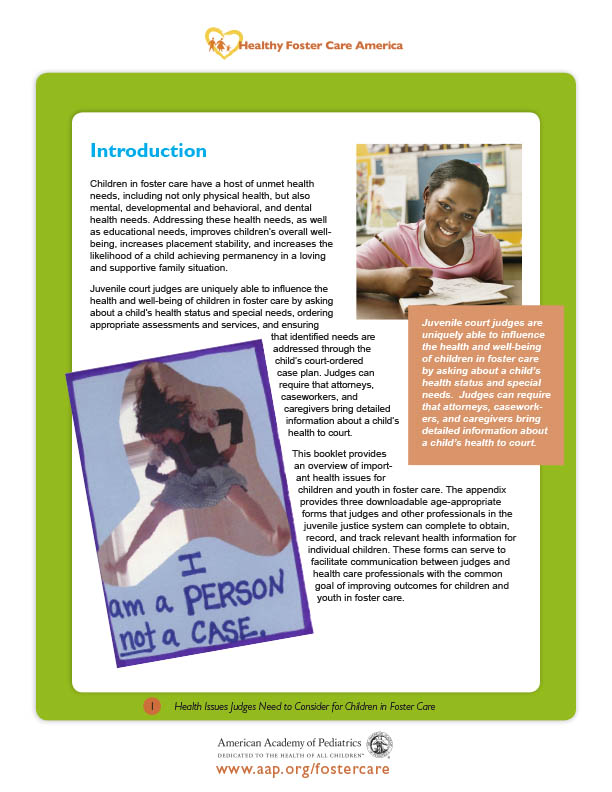 Healthy Foster Care America
Introduction
Children in foster care have a host of unmet health
needs, including not only physical health, but also
mental, developmental and behavioral, and dental
health needs. Addressing these health needs, as well
as educational needs, improves children's overall well-
being, increases placement stability, and increases the
likelihood of a child achieving permanency in a loving
and supportive family situation.
Juvenile court judges are uniquely able to influence the
health and well-being of children in foster care by asking
about a child's health status and special needs, ordering
appropriate assessments and services, and ensuring
that identified needs are
addressed through the
child's court-ordered
case plan. Judges can
require that attorneys,
caseworkers, and
caregivers bring detailed
information about a child's
health to court.
This booklet provides
an overview of import-
ant health issues for
children and youth in foster care. The appendix
provides three downloadable age-appropriate
forms that judges and other professionals in the
juvenile justice system can complete to obtain,
record, and track relevant health information for
individual children. These forms can serve to
facilitate communication between judges and
health care professionals with the common
goal of improving outcomes for children and
youth in foster care.
Juvenile court judges are
uniquely able to influence
the health and well-being
of children in foster care
by asking about a child's
health status and special
needs. Judges can require
that attorneys, casework-
ers, and caregivers bring
detailed information about
a child's health to court.
I
am a PERSON
not a CASE.
1 Health Issues Judges Need to Consider for Children in Foster Care
American Academy of Pediatrics
DEDICATED TO THE HEALTH OF ALL CHILDREN™
www.aap.org/fostercare